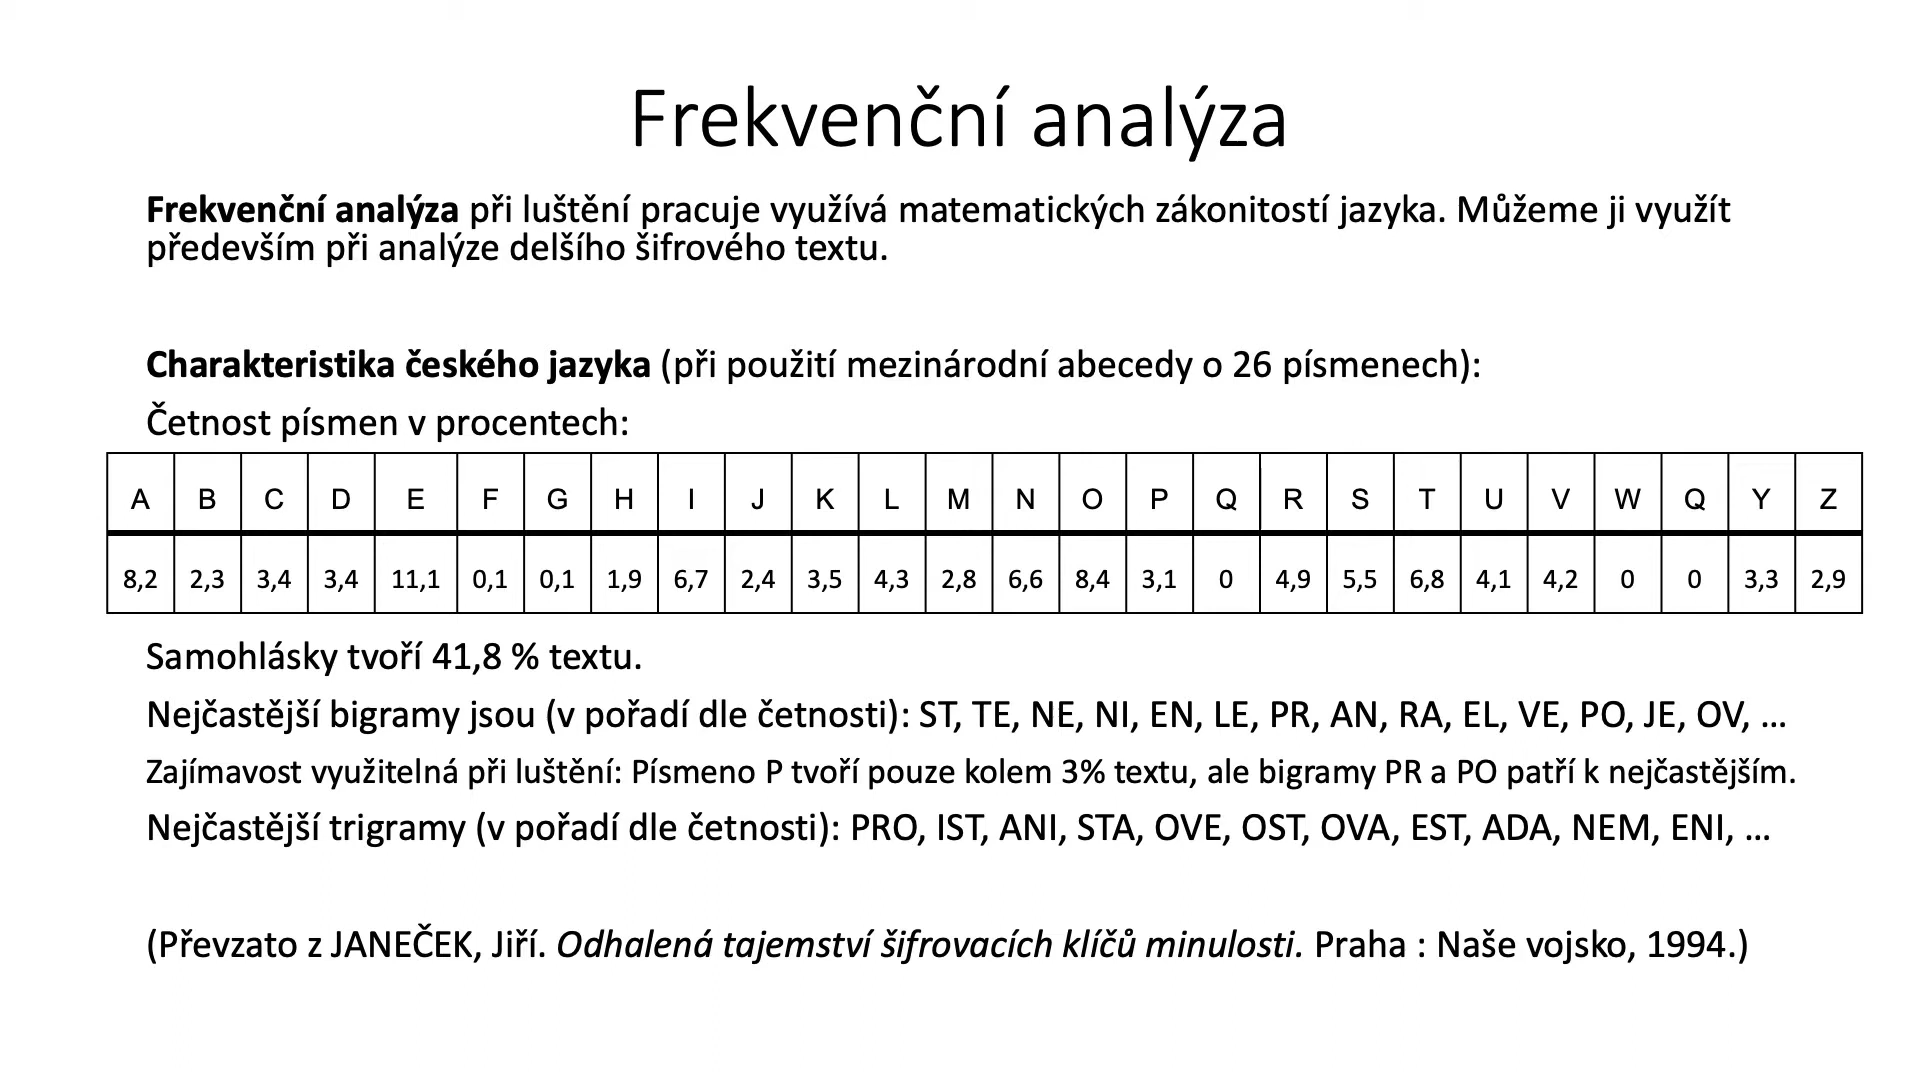 Frekvenční analýza
Frekvenční analýza při luštění pracuje využívá matematických zákonitostí jazyka. Můžeme ji využít
především při analýze delšího šifrového textu.
Charakteristika českého jazyka (při použití mezinárodní abecedy o 26 písmenech):
Četnost písmen v procentech:
A B C D E F G H I J K L M N O P Q R S T U V W Q Y Z
8,2 2,3 3,4 3,4 11,1 0,1 0,1 1,9 6,7 2,4 3,5 4,3 2,8 6,6 8,4 3,1 0 4,9 5,5 6,8 4,1 4,2 0 0 3,3 2,9
Samohlásky tvoří 41,8 % textu.
Nejčastější bigramy jsou (v pořadí dle četnosti): ST, TE, NE, NI, EN, LE, PR, AN, RA, EL, VE, PO, JE, OV, ...
Zajímavost využitelná při luštění: Písmeno P tvoří pouze kolem 3% textu, ale bigramy PR a PO patří k nejčastějším.
Nejčastější trigramy (v pořadí dle četnosti): PRO, IST, ANI, STA, OVE, OST, OVA, EST, ADA, NEM, ENI, ...
(Převzato z JANEČEK, Jiří. Odhalená tajemství šifrovacích klíčů minulosti. Praha : Naše vojsko, 1994.)